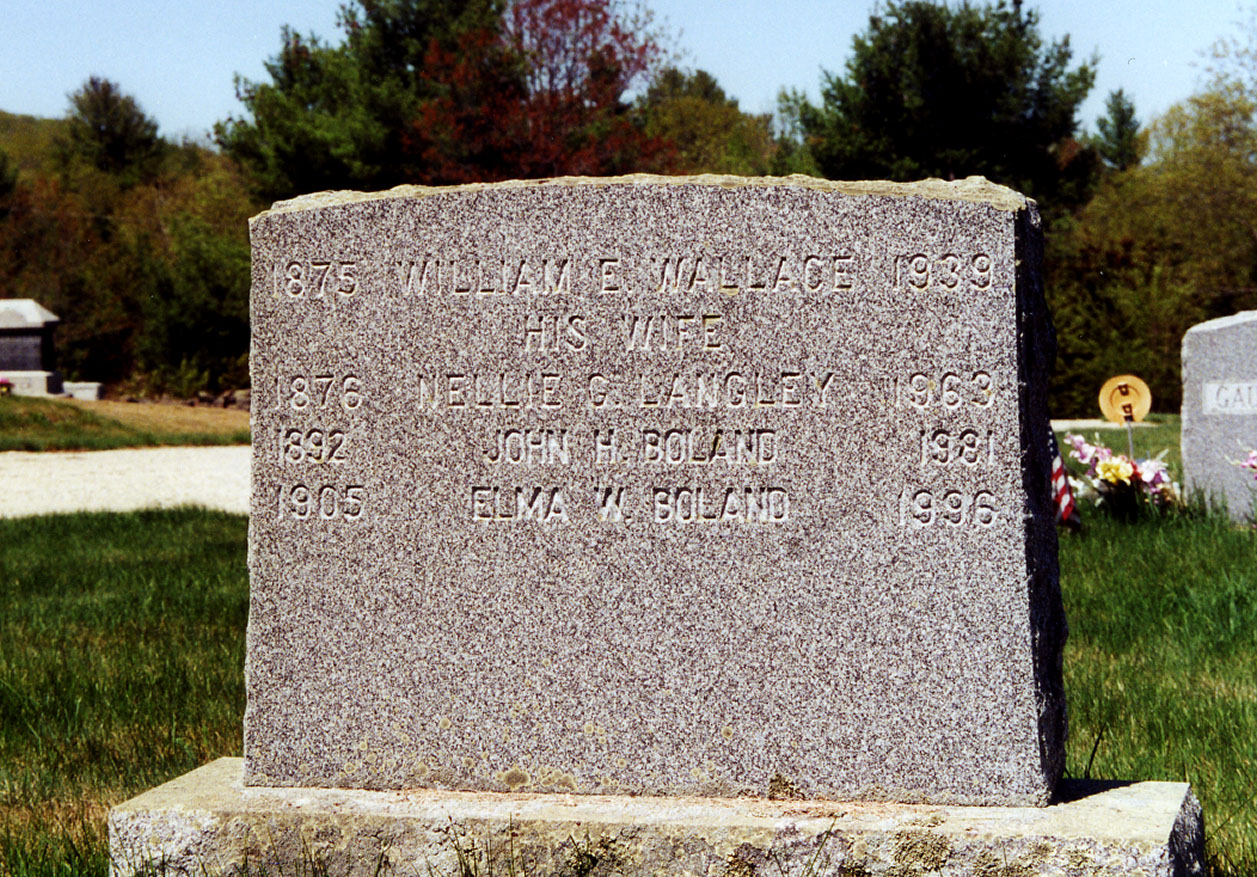 1875 WILLIAM E. WALLACE 1939
HIS WIFE
1876 NELLIE G. LANGLEY 1963
1892 JOHN H. BOLAND 1981
1905 ELMA W. BOLAND 1996